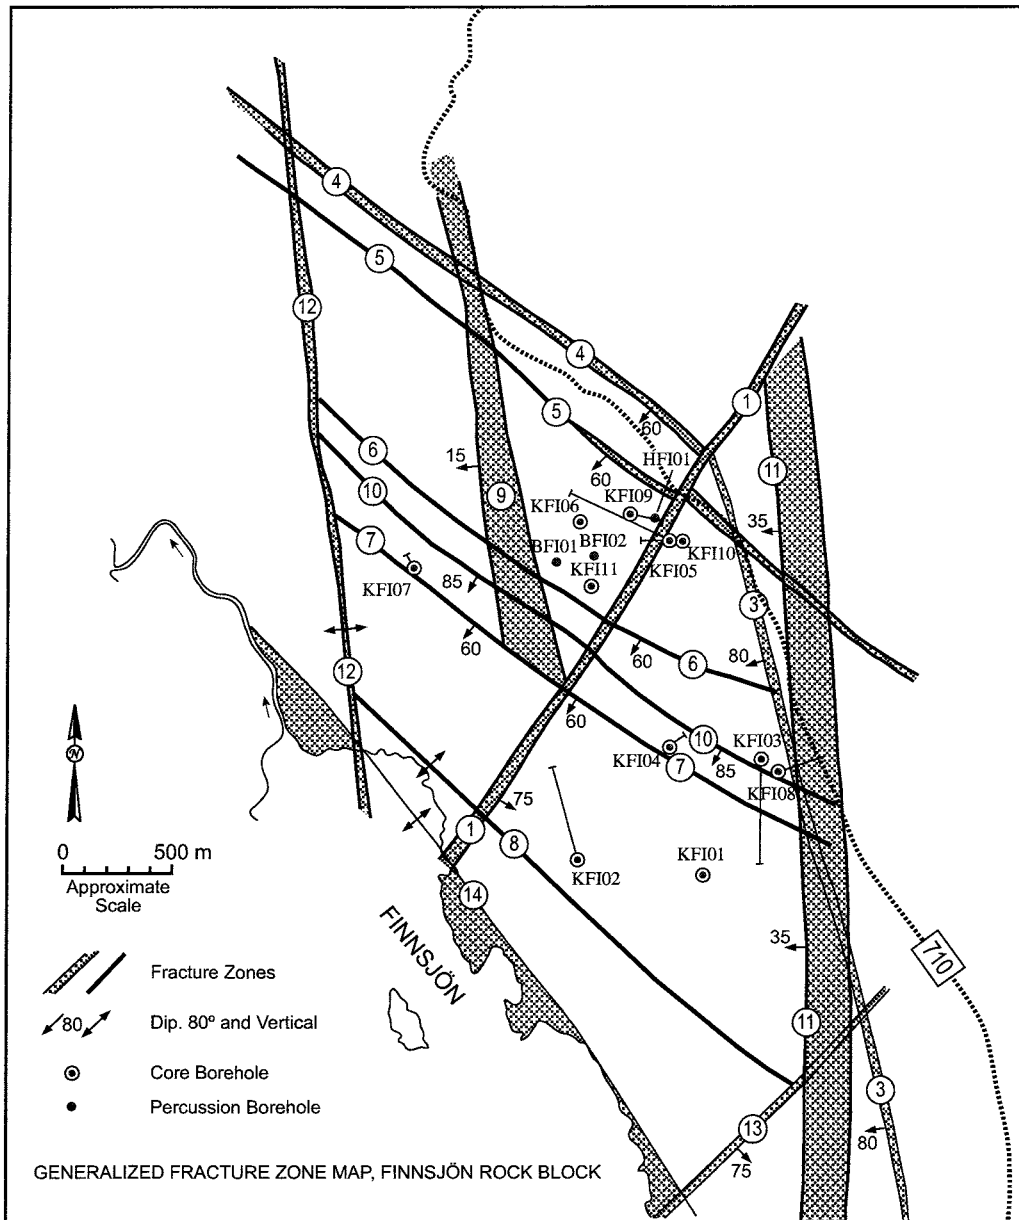 4
5
12
4
1
5
60
HFI01
6
11
15
60
10
9
KFI06
KFI09
35
7
BFI01
BFI02
KFI10
KFI07
85
KFI11
KFI05
3
60
60
6
80
12
60
N
10
KFI03
KFI04
7
85
KFI08
75
1
8
0
500 m
Approximate
Scale
KFI02
KFI01
14
FINNSJÖN
35
710
Fracture Zones
80
Dip. 80º and Vertical
11
Core Borehole
3
Percussion Borehole
13
80
75
GENERALIZED FRACTURE ZONE MAP, FINNSJÖN ROCK BLOCK